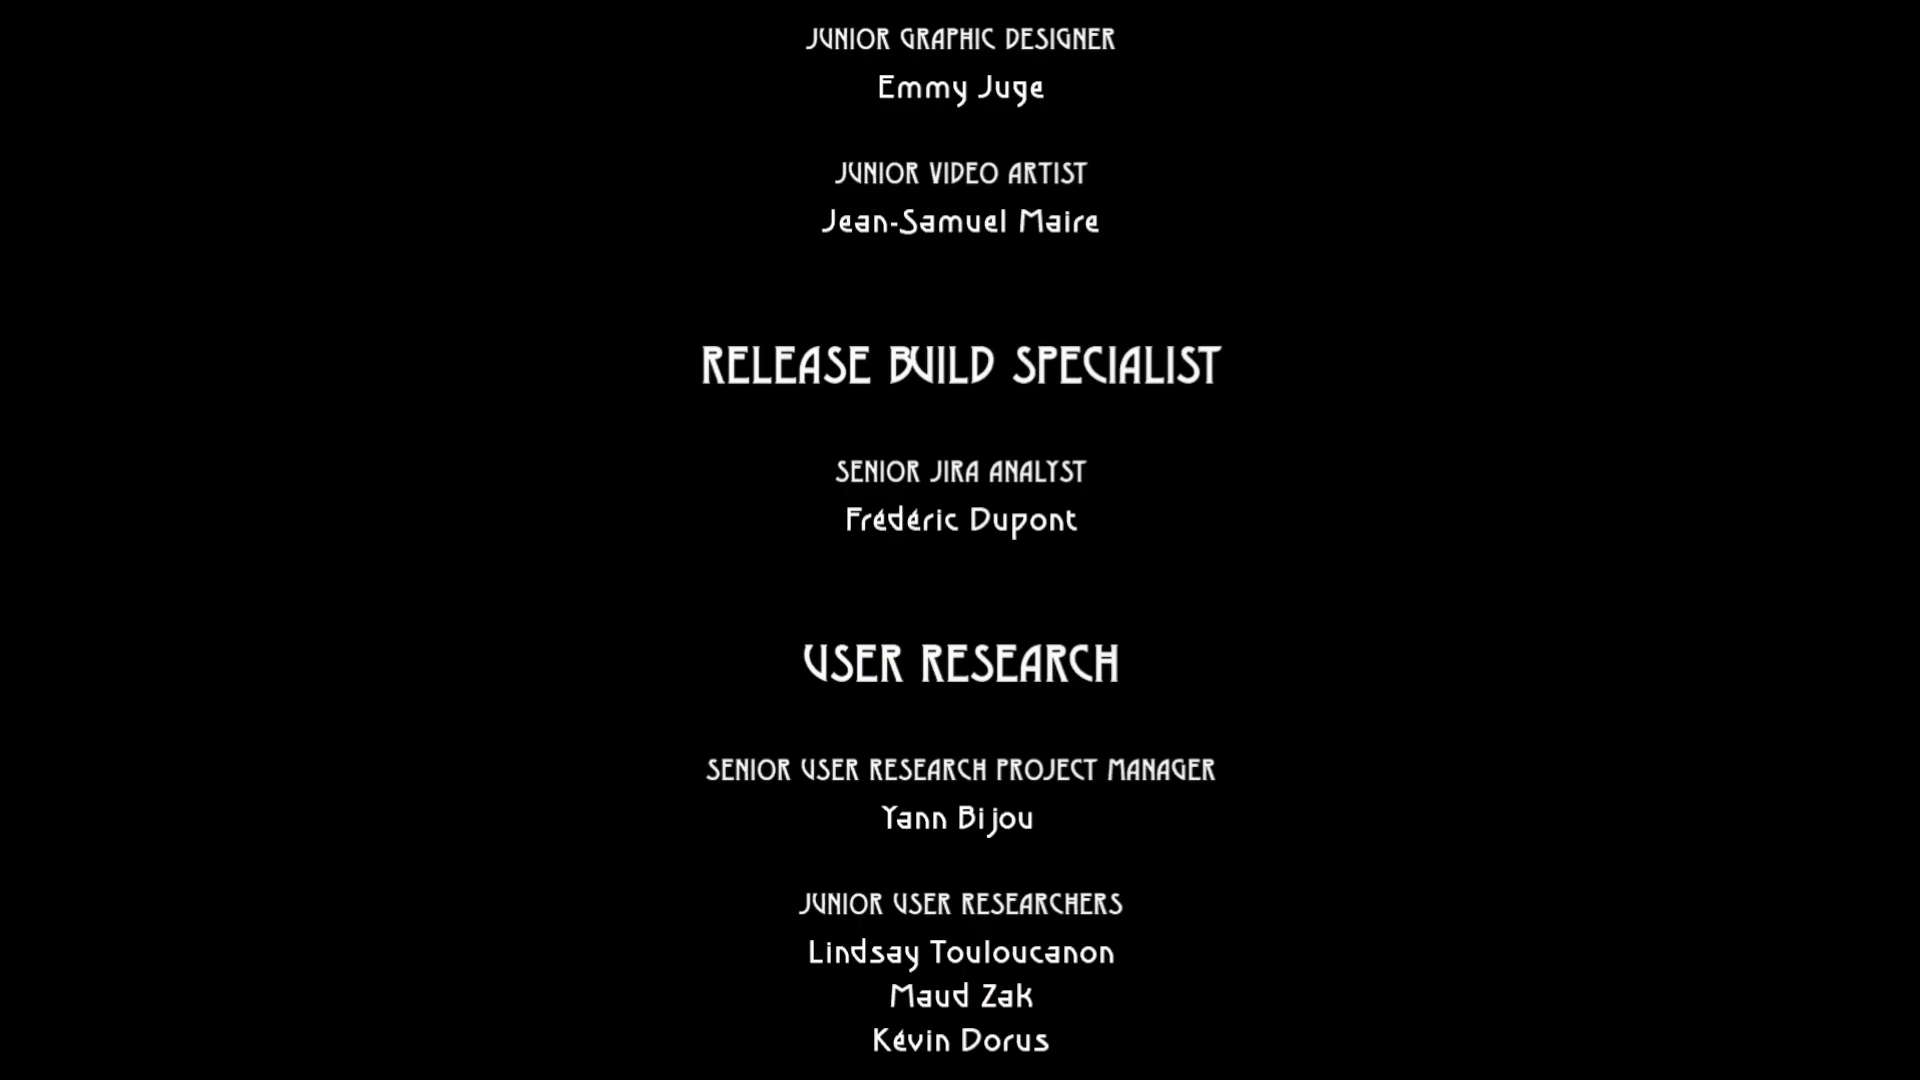 JUNIOR GRAPHIC DESIGNER
Emmy Juge
JUNIOR VIDEO ARTIST
Jean-Samuel Maire
RELEASE BUILD SPECIALIST
SENIOR JIRA ANALYST
Frédéric Dupont
USER RESEARCH
SENIOR USER RESEARCH PROJECT MANAGER
Yann Bijou
JUNIOR USER RESEARCHERS
Lindsay Touloucanon
Maud Zak
Kévin Dorus